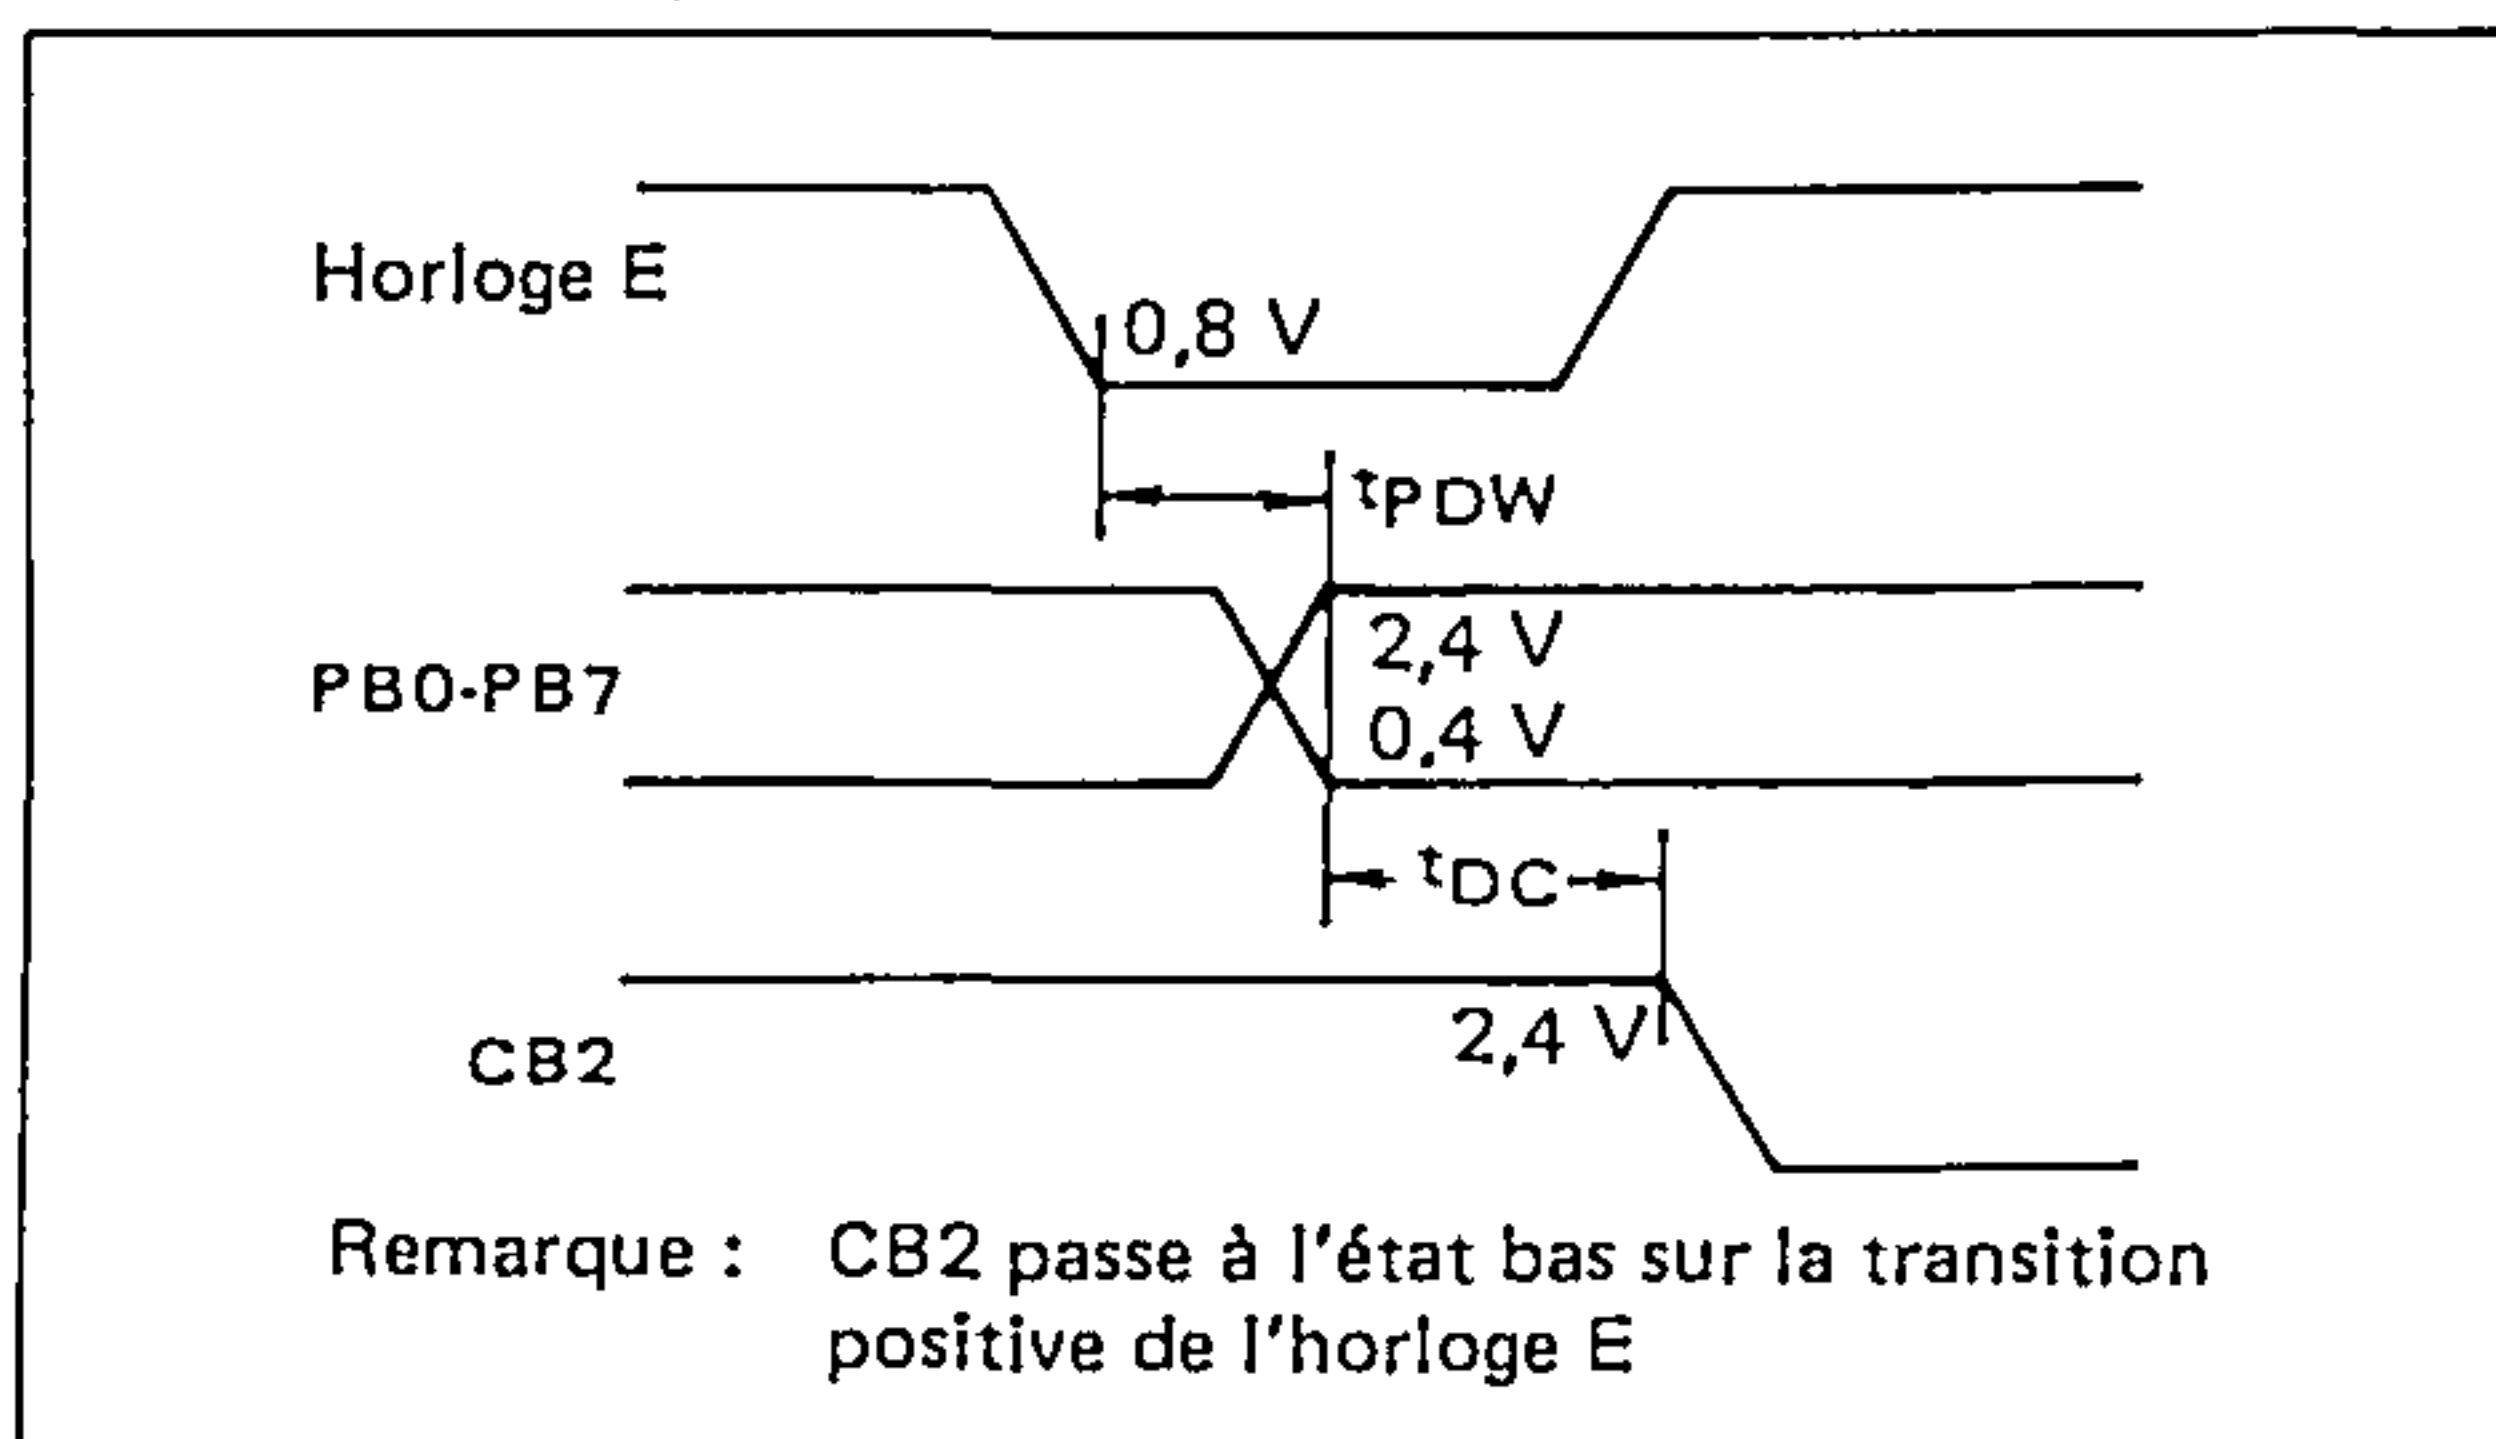 Horloge E
0,8 V
tPDW
2,4 V
PB0-PB7
0,4 V
tDC
2,4 V
CB2
Remarque : CB2 passe à l'état bas sur la transition
positive de l'horloge E